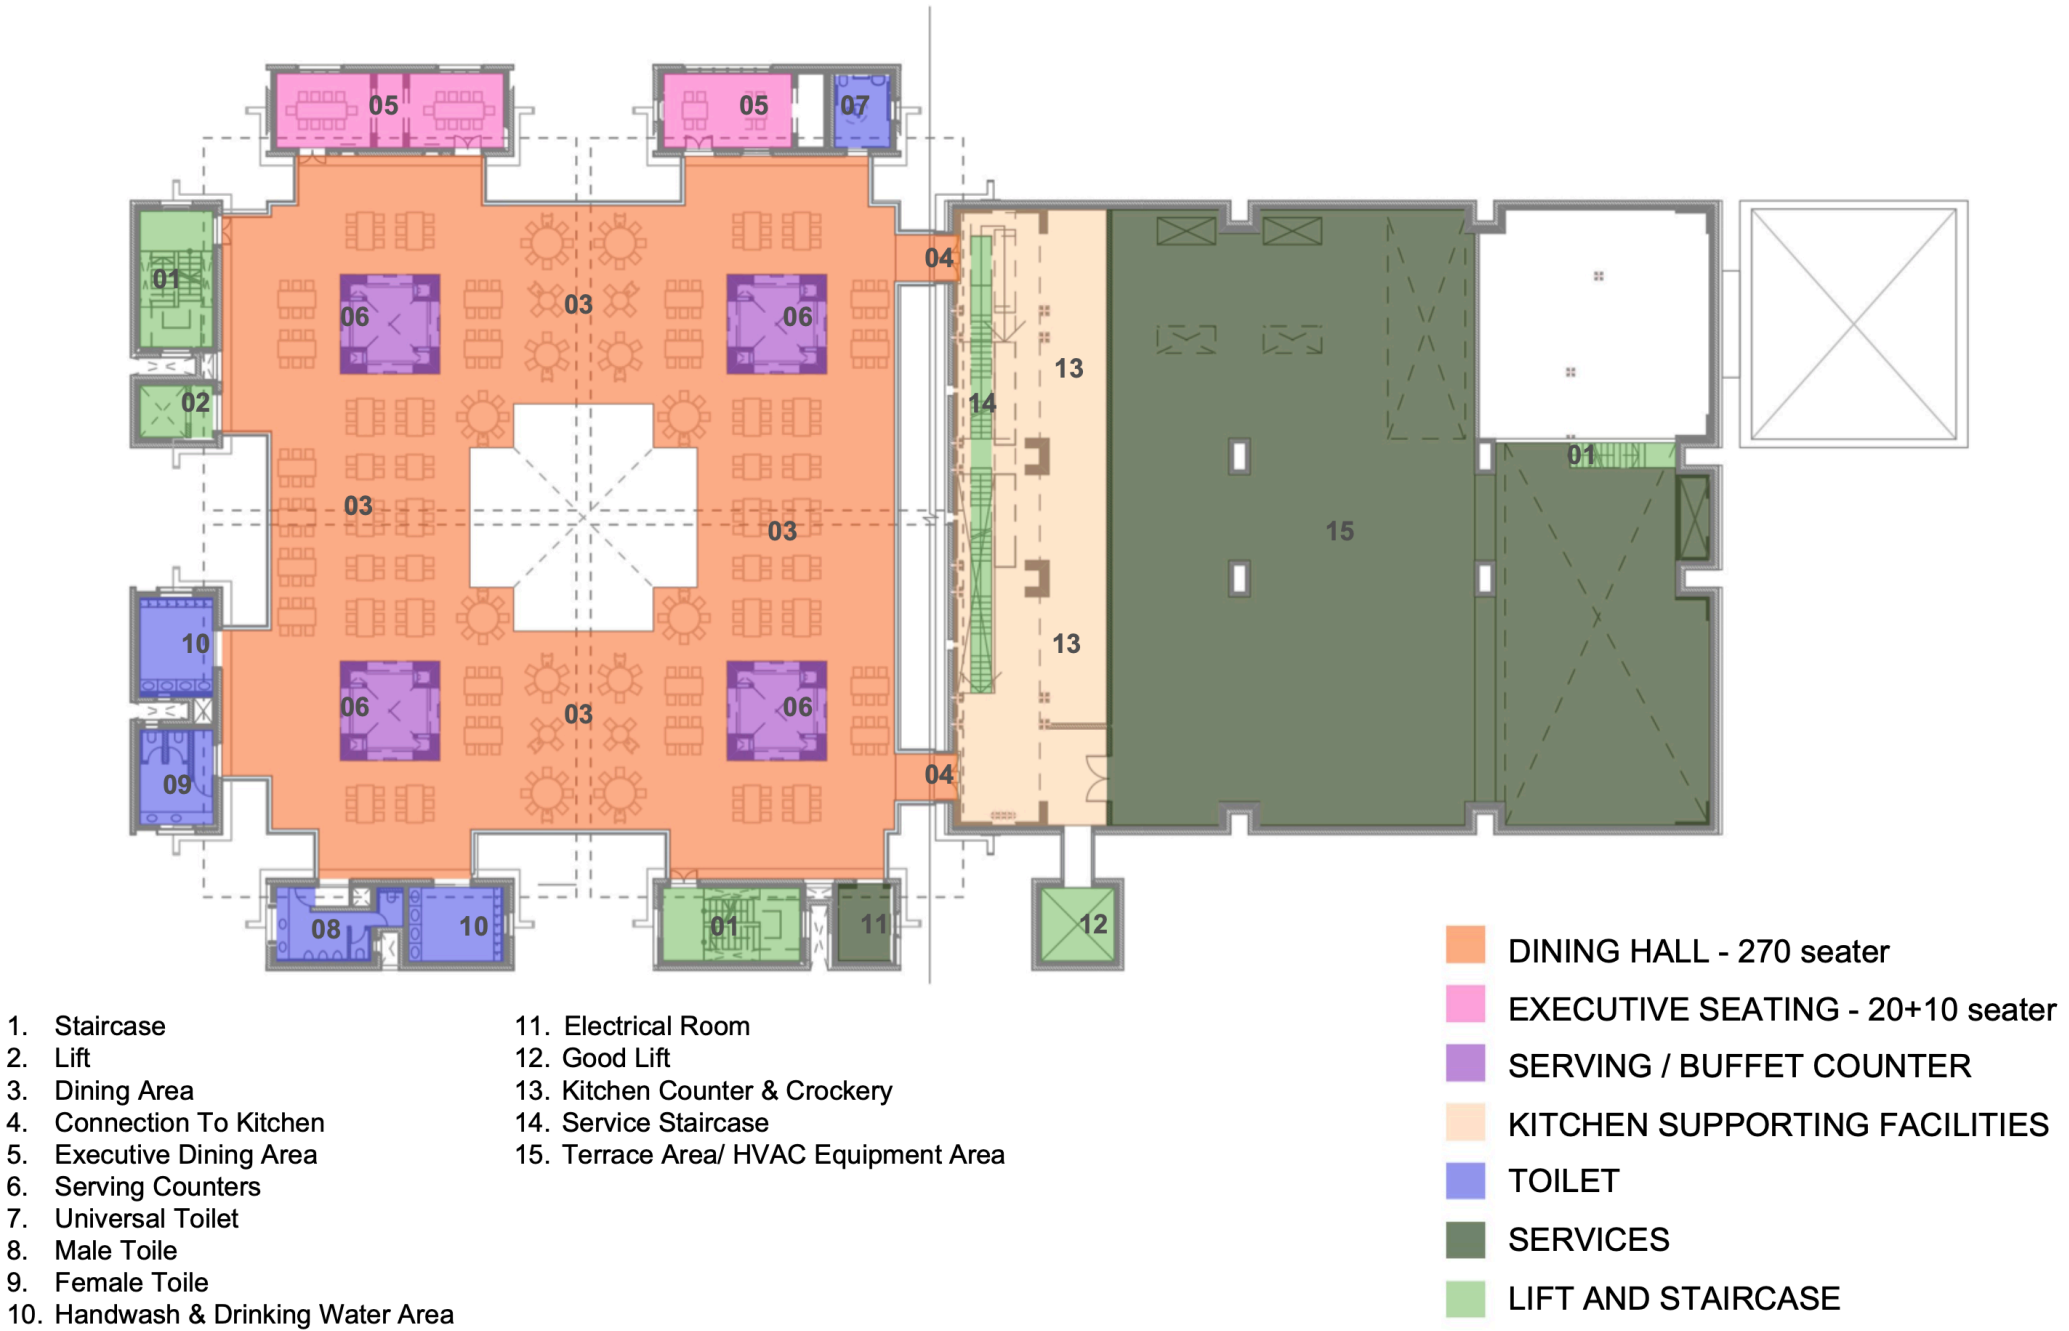 05
05
07
01
04
06
03
06
13
02
14
01
03
03
15
10
13
06
03
06
04
09
08
10
01
11
12
DINING HALL - 270 seater
EXECUTIVE SEATING - 20+10 seater
SERVING / BUFFET COUNTER
KITCHEN SUPPORTING FACILITIES
TOILET
SERVICES
LIFT AND STAIRCASE
1. Staircase
2. Lift
3. Dining Area
4. Connection To Kitchen
5. Executive Dining Area
6. Serving Counters
7. Universal Toilet
8. Male Toile
9. Female Toile
10. Handwash & Drinking Water Area
11. Electrical Room
12. Good Lift
13. Kitchen Counter & Crockery
14. Service Staircase
15. Terrace Area/ HVAC Equipment Area